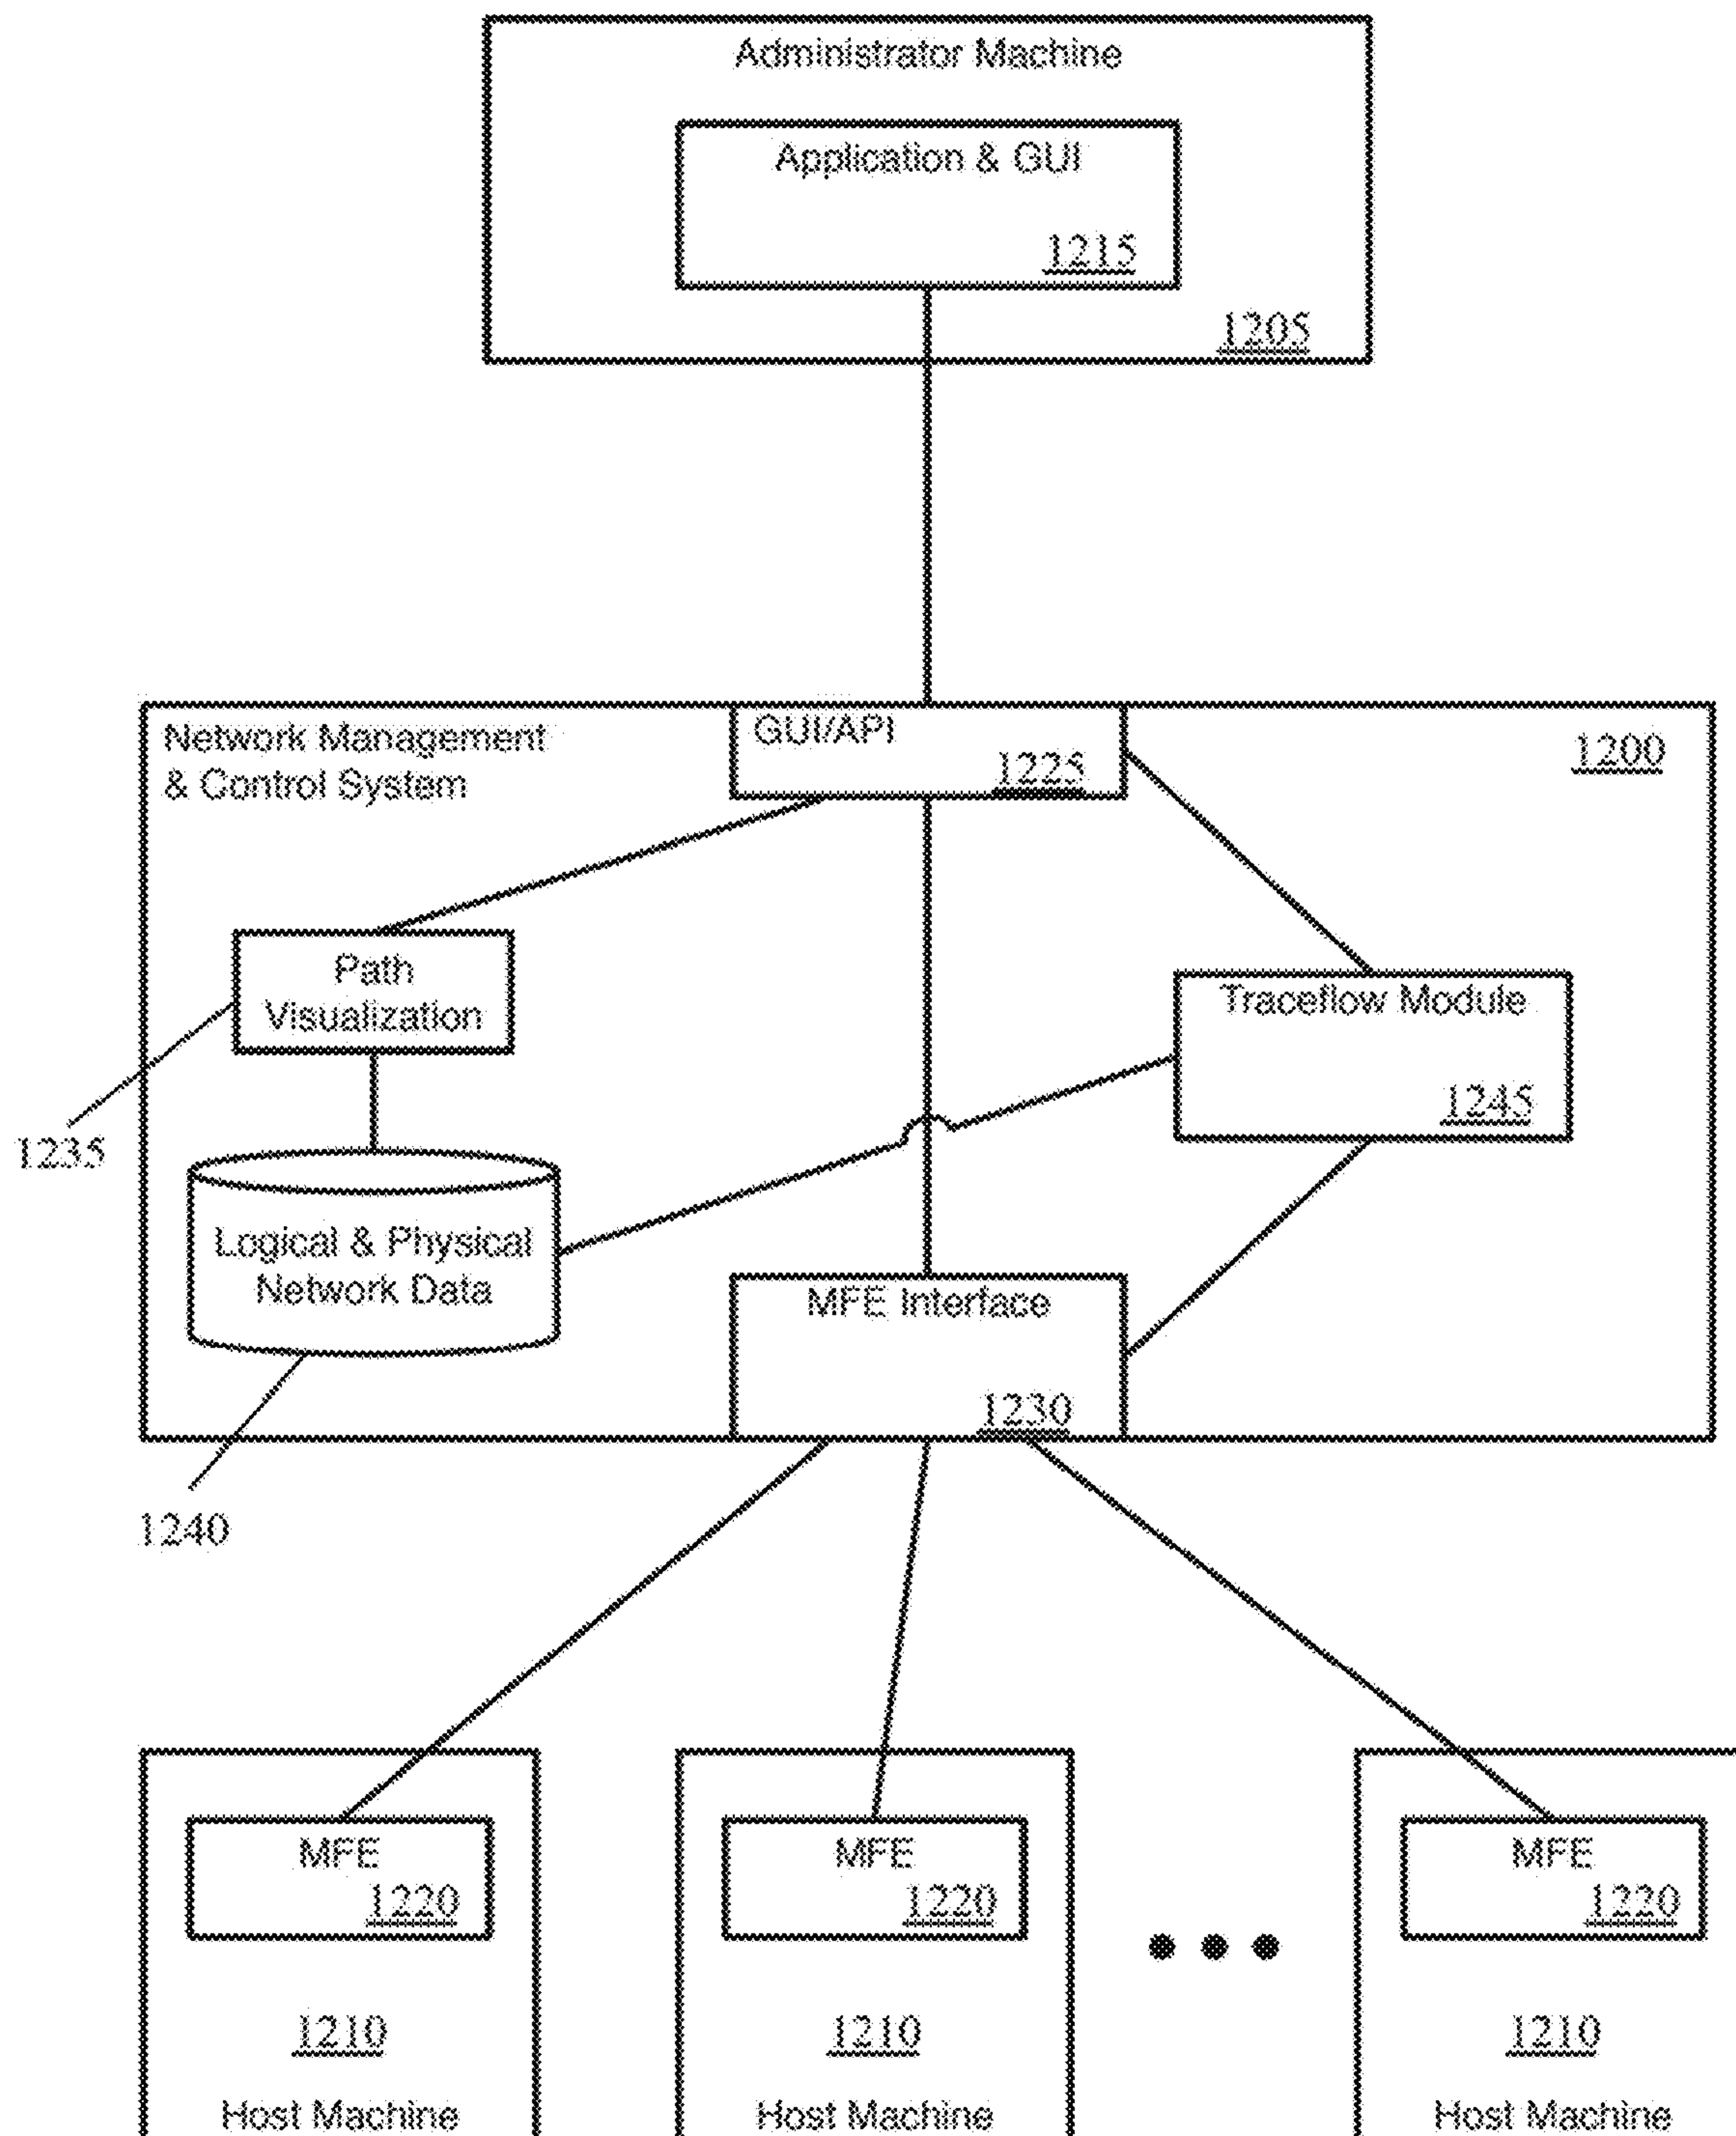 Administrator Machine
Application & GUI
1215
1205
Network Management
& Control System
GUI/API
1225
1200
Path
Visualization
1235
Traceflow Module
1245
Logical & Physical
Network Data
1240
MFE Interface
1230
MFE
1220
1210
Host Machine
MFE
1220
1210
Host Machine
MFE
1220
1210
Host Machine